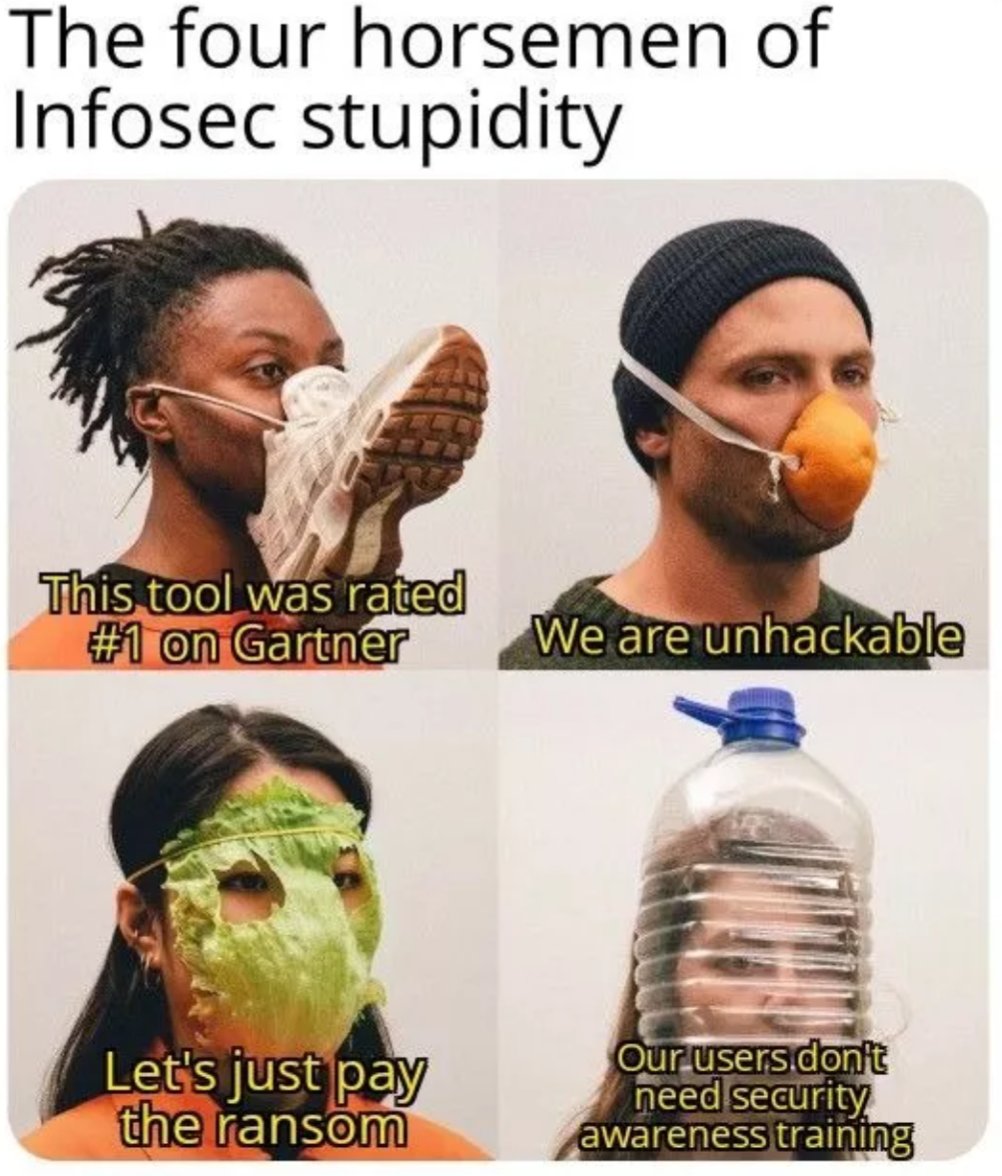 The four horsemen of
Infosec stupidity
This tool was rated
#1 on Gartner
We are unhackable
Let's just pay
the ransom
Our users don't
need security
awareness training